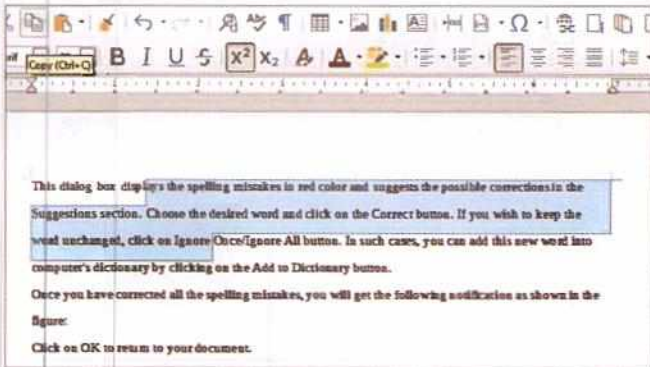 Copy (Ctrl+C)
B I U S X² X₂ A A
This dialog box displays the spelling mistakes in red color and suggests the possible corrections in the
Suggestions section. Choose the desired word and click on the Correct button. If you wish to keep the
word unchanged, click on Ignore Once/Ignore All button. In such cases, you can add this new word into
computer's dictionary by clicking on the Add to Dictionary button.
Once you have corrected all the spelling mistakes, you will get the following notification as shown in the
figure:
Click on OK to return to your document.